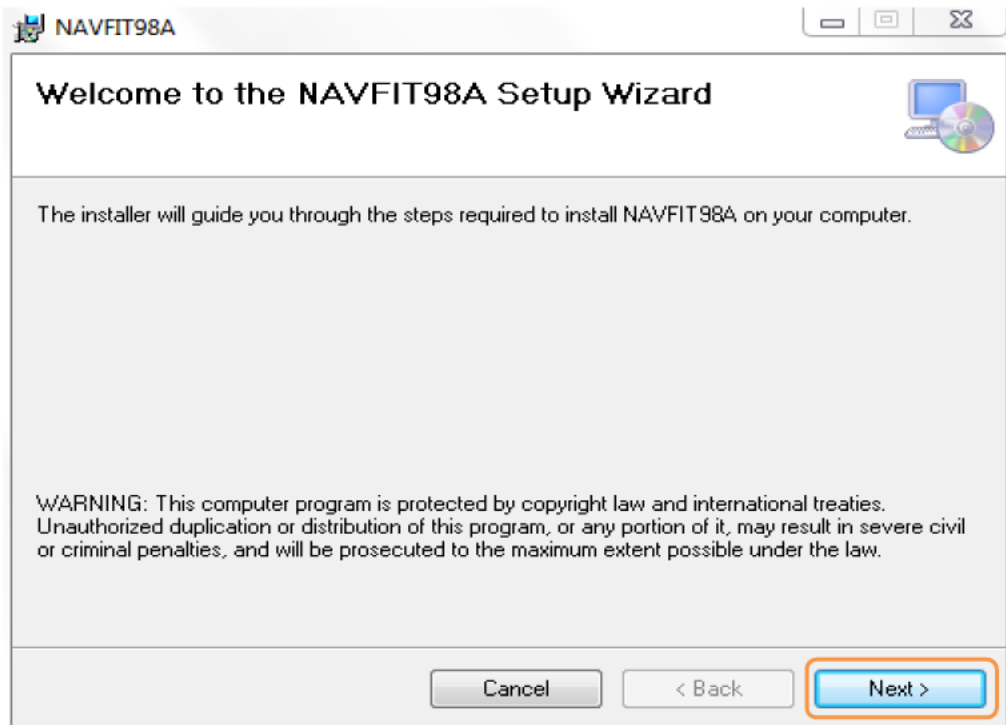 NAVFIT98A
Welcome to the NAVFIT98A Setup Wizard
The installer will guide you through the steps required to install NAVFIT98A on your computer.
WARNING: This computer program is protected by copyright law and international treaties.
Unauthorized duplication or distribution of this program, or any portion of it, may result in severe civil
or criminal penalties, and will be prosecuted to the maximum extent possible under the law.
Cancel
< Back
Next >